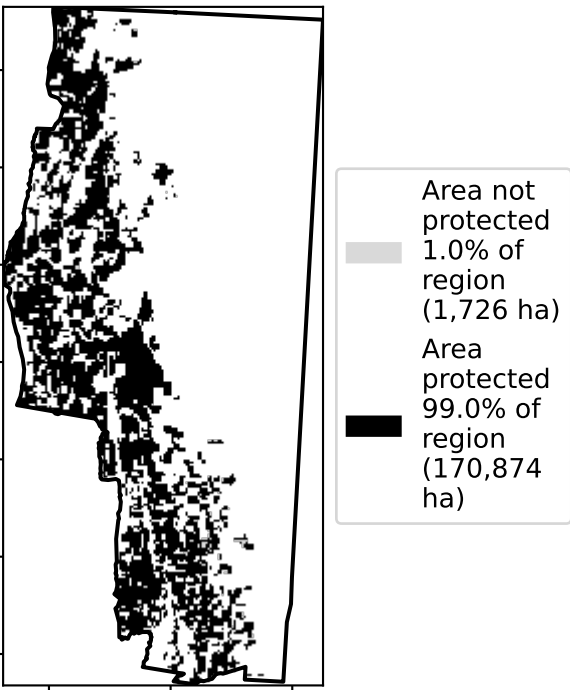 Area not
protected
1.0% of
region
(1,726 ha)
Area
protected
99.0% of
region
(170,874
ha)